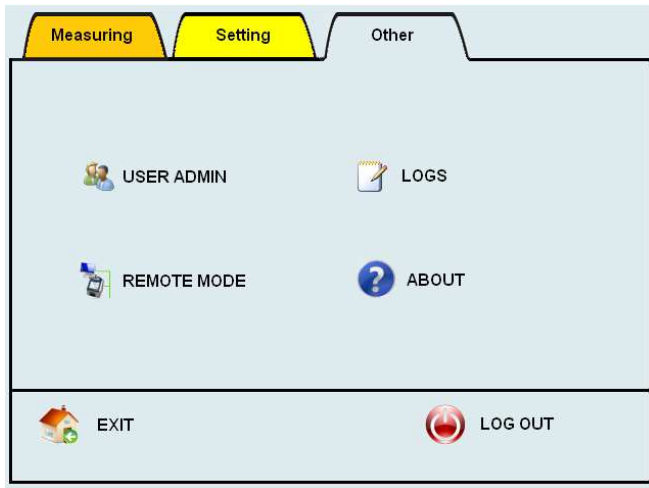 Measuring Setting Other
USER ADMIN LOGS
REMOTE MODE ABOUT
EXIT LOG OUT